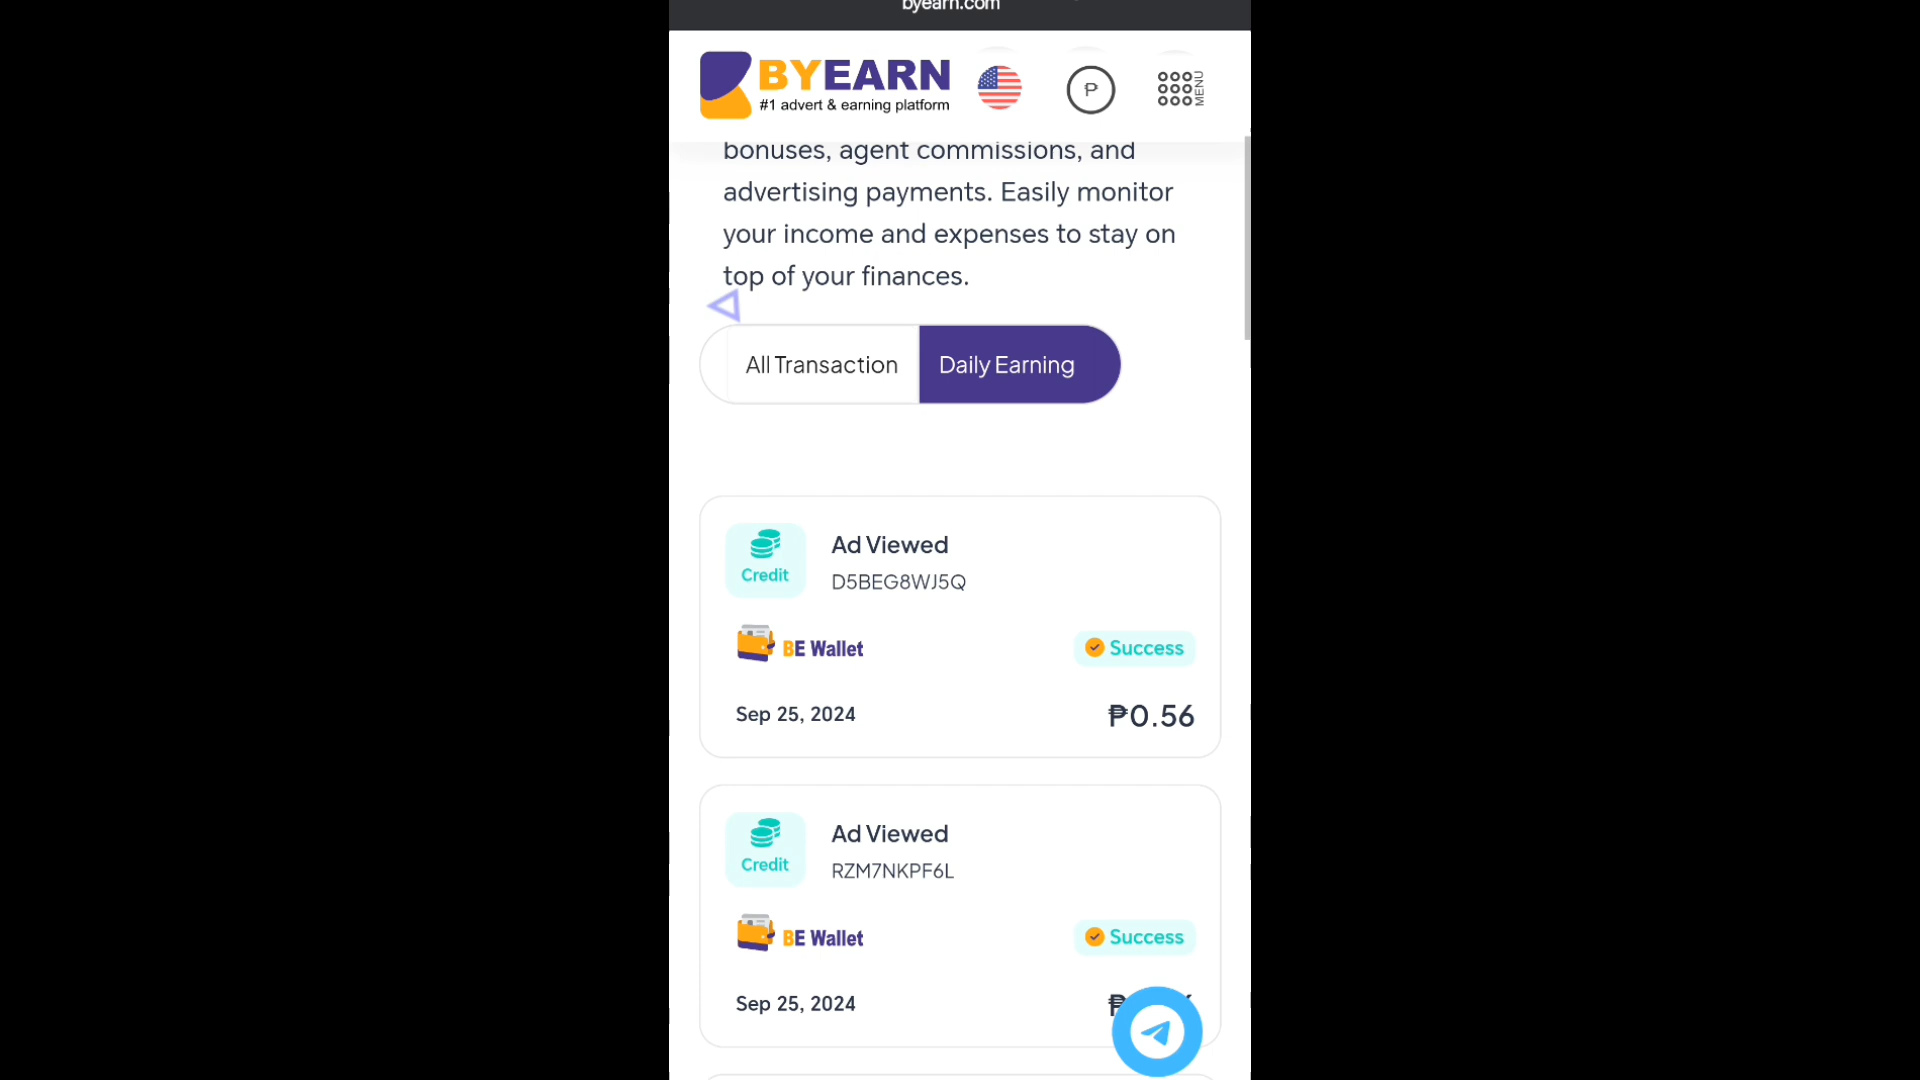 byearn.com
BYEARN
#1 advert & earning platform
₱
MENU
bonuses, agent commissions, and
advertising payments. Easily monitor
your income and expenses to stay on
top of your finances.
All Transaction
Daily Earning
Credit
Ad Viewed
D5BEG8WJ5Q
BE Wallet
Success
Sep 25, 2024
₱0.56
Credit
Ad Viewed
RZM7NKPF6L
BE Wallet
Success
Sep 25, 2024